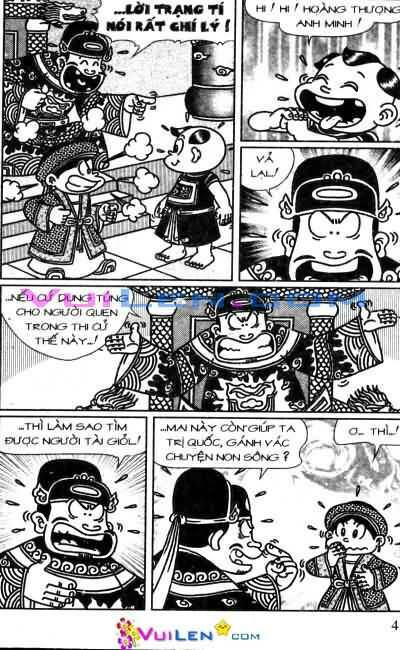 ...LỜI TRẠNG TÍ
NÓI RẤT CHÍ LÝ!
HI! HI! HOÀNG THƯỢNG
ANH MINH!
VẢ
LẠI..!
...NẾU CỨ DUNG TÚNG
CHO NGƯỜI QUEN
TRONG THI CỬ
THẾ NÀY...!
VUILEN.COM
...THÌ LÀM SAO TÌM
ĐƯỢC NGƯỜI TÀI GIỎI..!
...MAI NÀY CÒN GIÚP TA
TRỊ QUỐC, GÁNH VÁC
CHUYỆN NON SÔNG?
Ơ... THÌ...!
4
VUILEN.COM